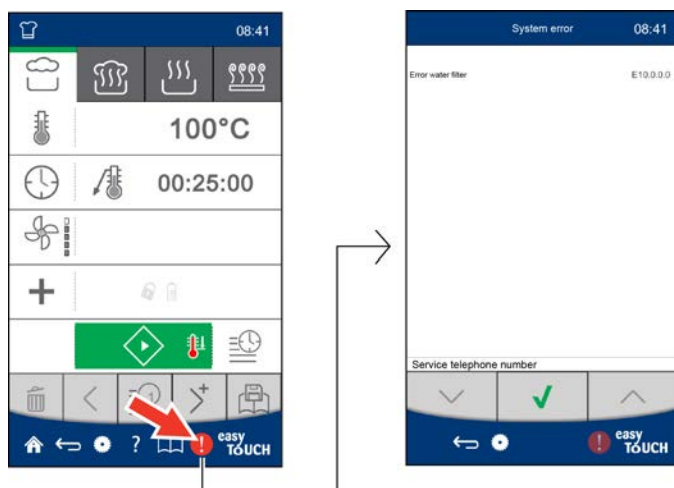 08:41
100°C
00:25:00
?
!
easy
TOUCH
System error
08:41
Error water filter
E10.0.0.0
Service telephone number
!
easy
TOUCH